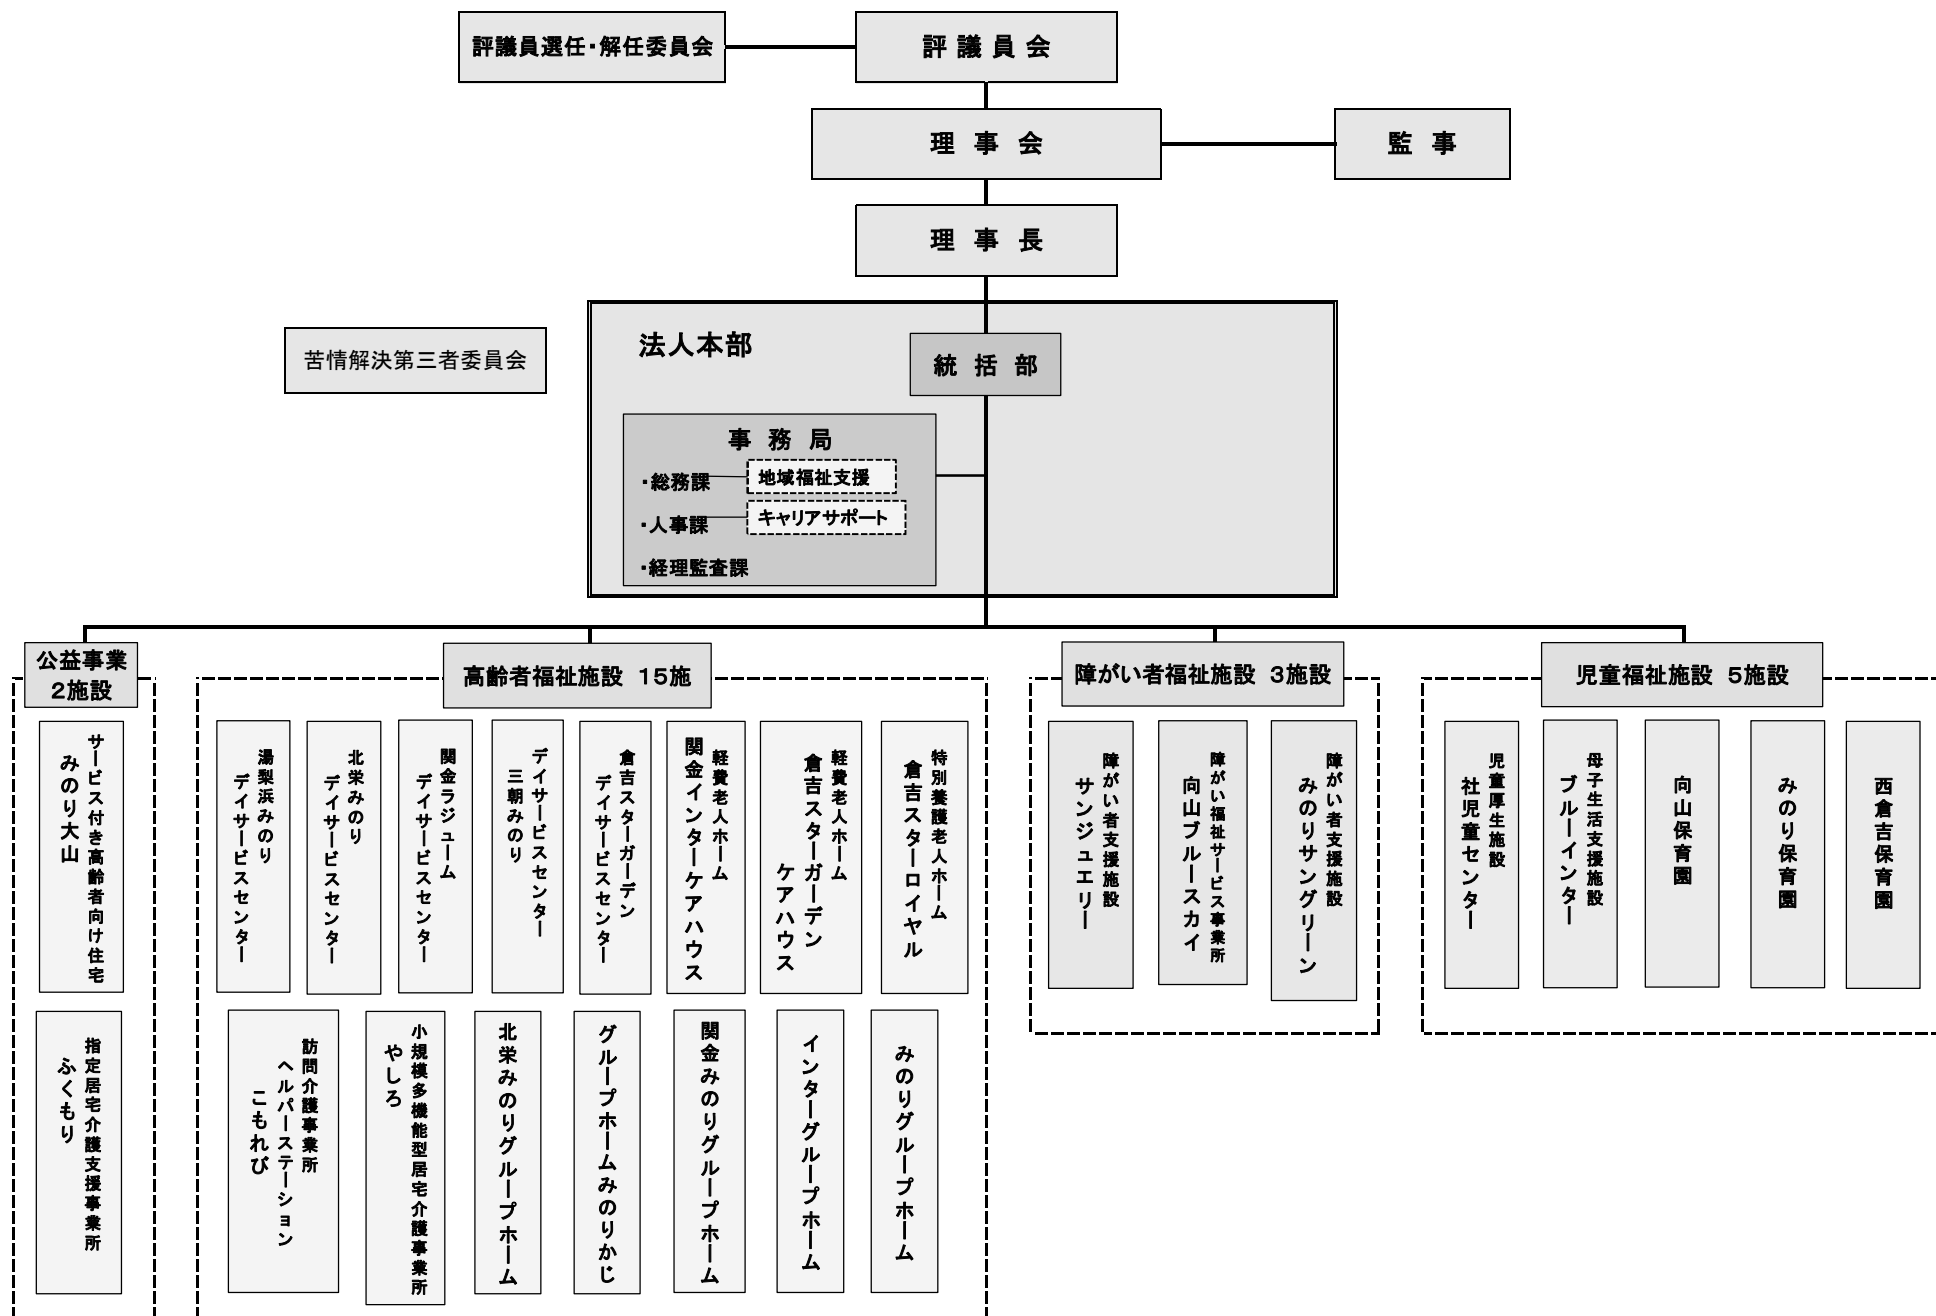 評議員選任・解任委員会
評 議 員 会
理 事 会
監 事
理 事 長
苦情解決第三者委員会
法人本部
統 括 部
事 務 局
・総務課
地域福祉支援
・人事課
キャリアサポート
・経理監査課
公益事業
2施設
高齢者福祉施設 15施
障がい者福祉施設 3施設
児童福祉施設 5施設
サービス付き高齢者向け住宅
みのり大山
湯梨浜みのり
デイサービスセンター
北栄みのり
デイサービスセンター
関金ラジューム
デイサービスセンター
デイサービスセンター
三朝みのり
倉吉スターガーデン
デイサービスセンター
軽費老人ホーム
関金インターケアハウス
軽費老人ホーム
倉吉スターガーデン
ケアハウス
特別養護老人ホーム
倉吉スターロイヤル
障がい者支援施設
サンジュエリー
障がい福祉サービス事業所
向山ブルースカイ
障がい者支援施設
みのりサングリーン
児童厚生施設
社児童センター
母子生活支援施設
ブルーインター
向山保育園
みのり保育園
西倉吉保育園
指定居宅介護支援事業所
ふくもり
訪問介護事業所
ヘルパーステーション
こもれび
小規模多機能型居宅介護事業所
やしろ
北栄みのりグループホーム
グループホームみのりかじ
関金みのりグループホーム
インターグループホーム
みのりグループホーム